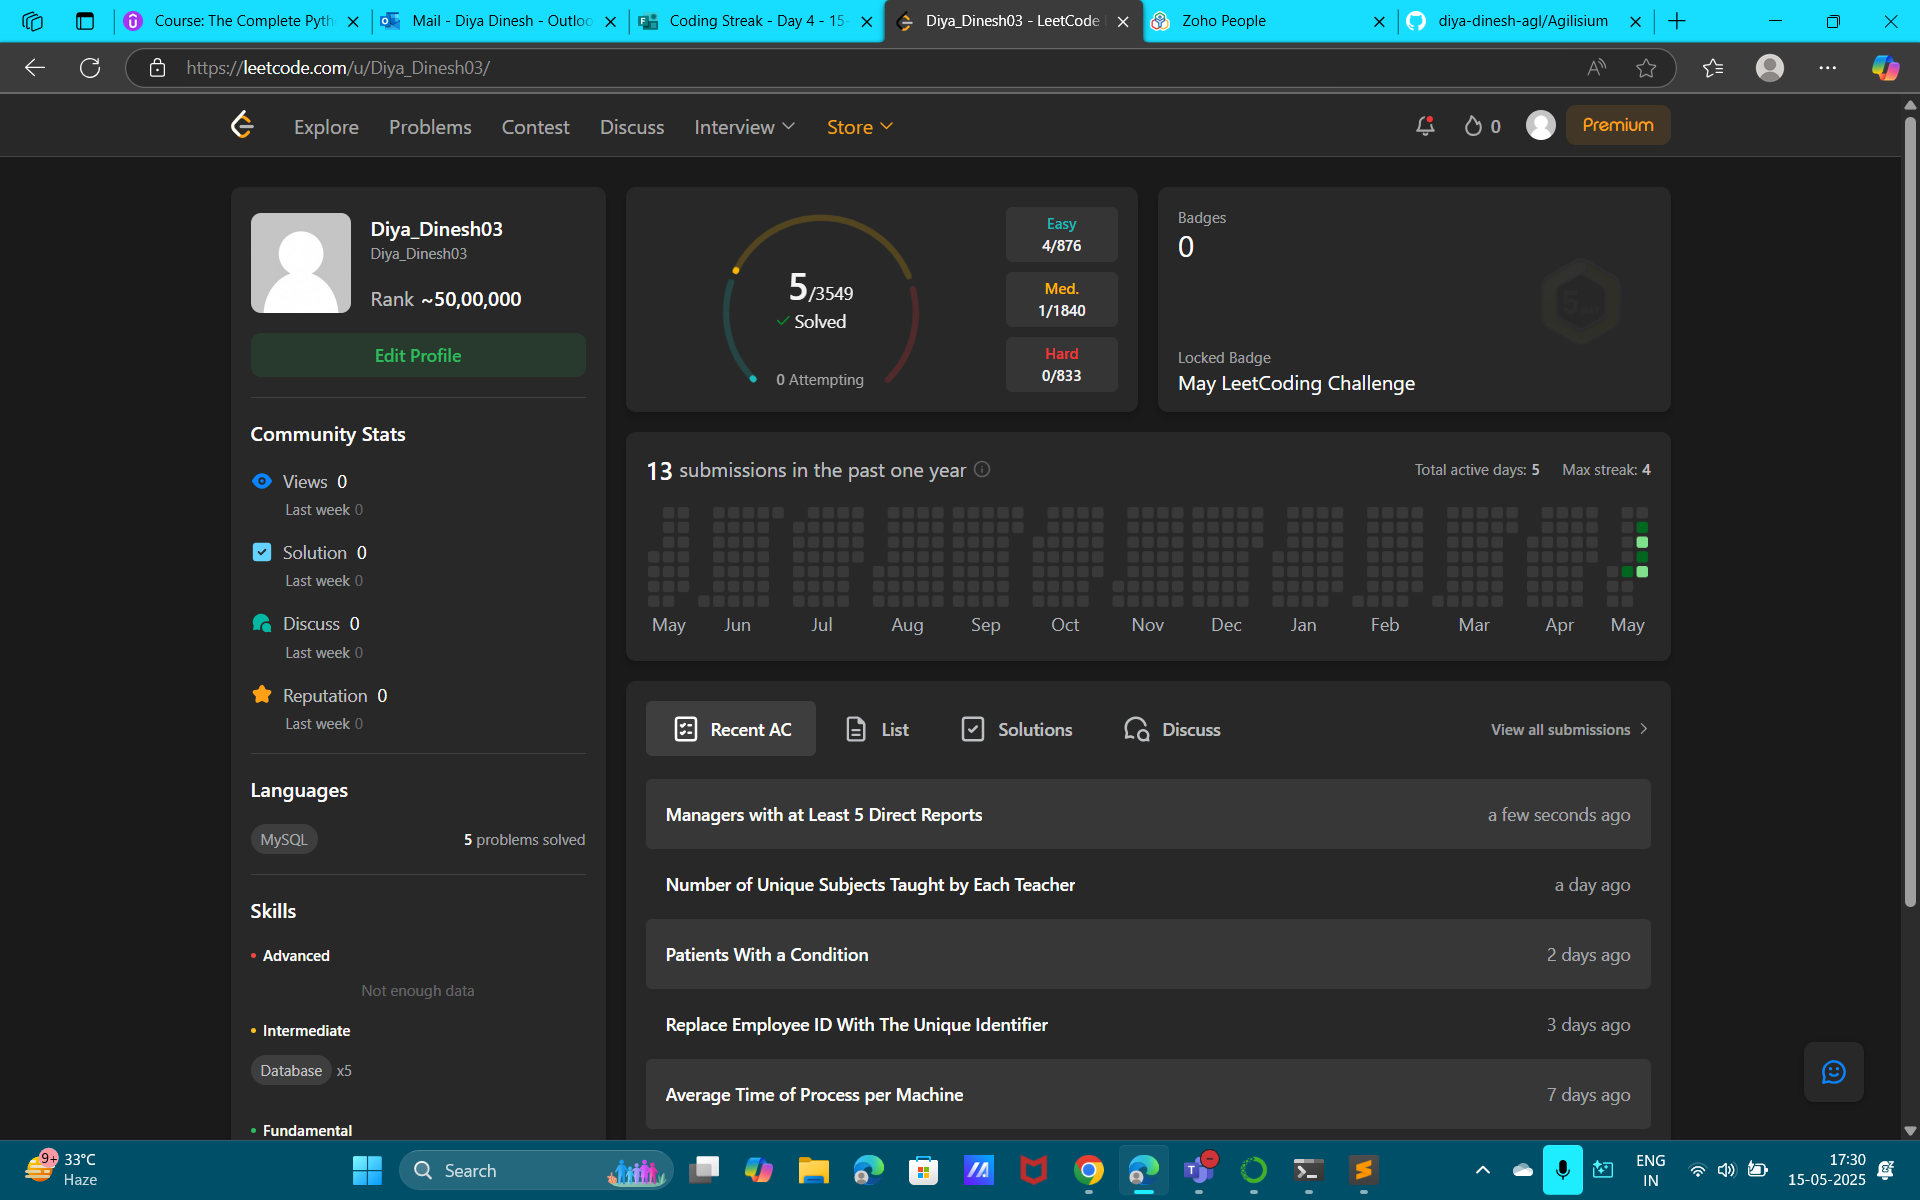 Course: The Complete Pyth
Mail - Diya Dinesh - Outloo
Coding Streak - Day 4 - 15-
Diya_Dinesh03 - LeetCode
Zoho People
diya-dinesh-agl/Agilisium
https://leetcode.com/u/Diya_Dinesh03/
Explore
Problems
Contest
Discuss
Interview
Store
0
Premium
Diya_Dinesh03
Diya_Dinesh03
Rank ~50,00,000
Edit Profile
Community Stats
Views 0
Last week 0
Solution 0
Last week 0
Discuss 0
Last week 0
Reputation 0
Last week 0
Languages
MySQL
5 problems solved
Skills
Advanced
Not enough data
Intermediate
Database x5
Fundamental
5/3549
Solved
0 Attempting
Easy
4/876
Med.
1/1840
Hard
0/833
Badges
0
Locked Badge
May LeetCoding Challenge
13 submissions in the past one year
Total active days: 5 Max streak: 4
May Jun Jul Aug Sep Oct Nov Dec Jan Feb Mar Apr May
Recent AC
List
Solutions
Discuss
View all submissions
Managers with at Least 5 Direct Reports
a few seconds ago
Number of Unique Subjects Taught by Each Teacher
a day ago
Patients With a Condition
2 days ago
Replace Employee ID With The Unique Identifier
3 days ago
Average Time of Process per Machine
7 days ago
9+
33°C
Haze
Search
ENG
IN
17:30
15-05-2025